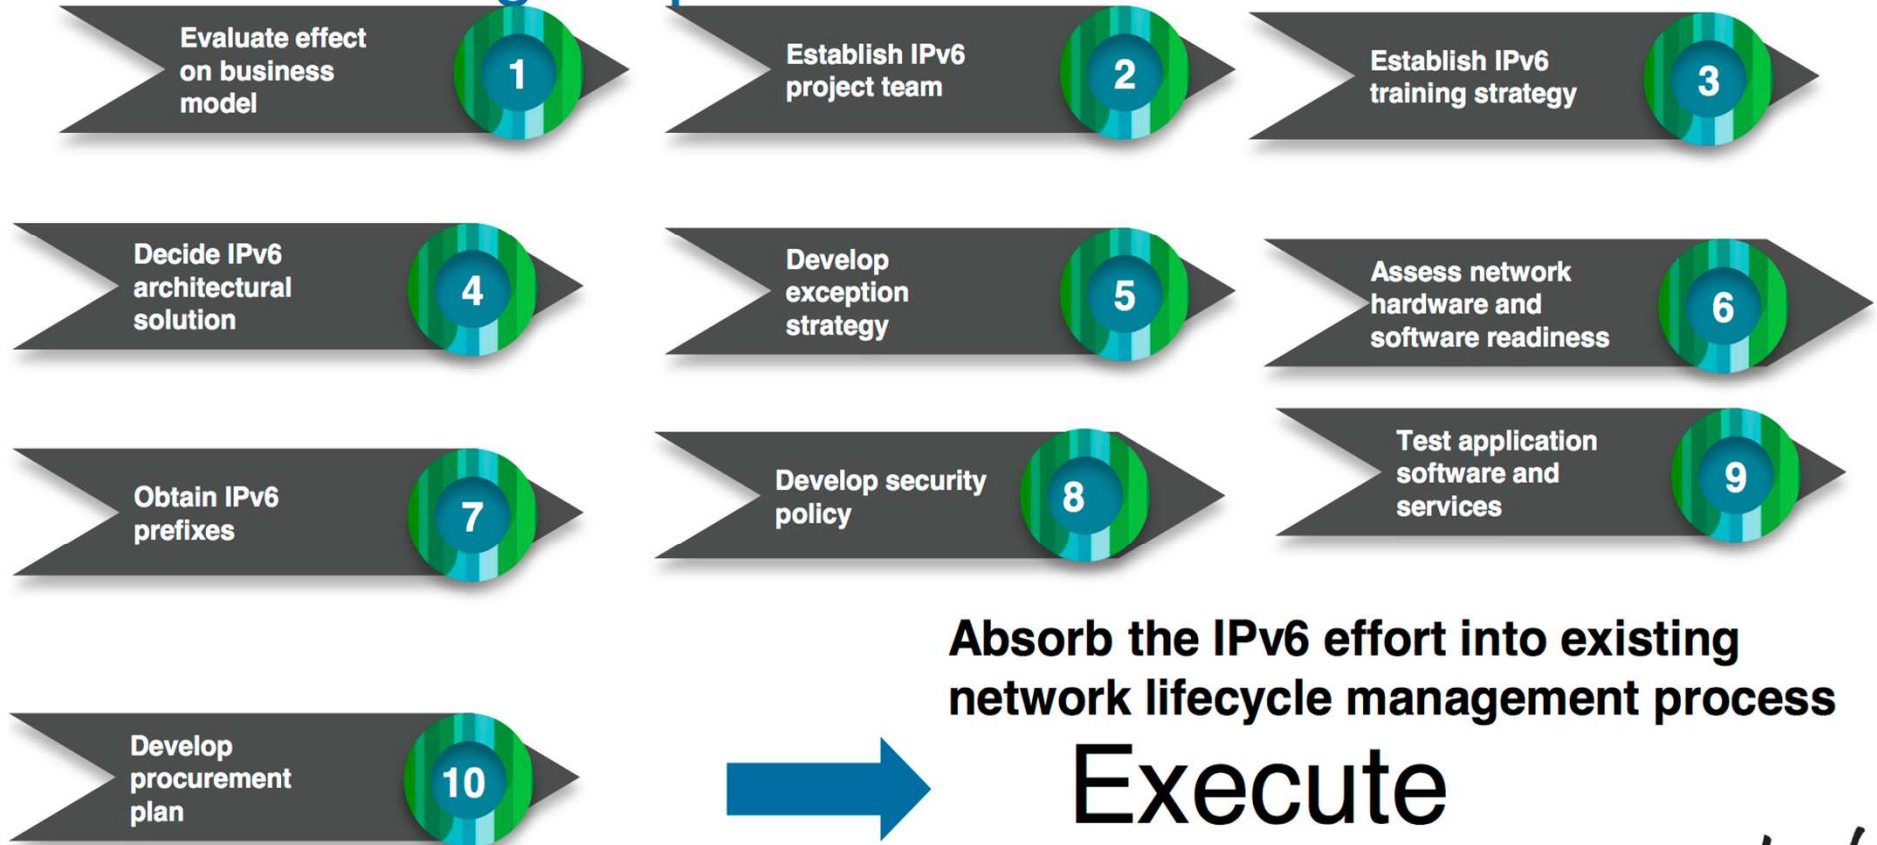 Evaluate effect
on business
model
1
Establish IPv6
project team
2
Establish IPv6
training strategy
3
Decide IPv6
architectural
solution
4
Develop
exception
strategy
5
Assess network
hardware and
software readiness
6
Obtain IPv6
prefixes
7
Develop security
policy
8
Test application
software and
services
9
Develop
procurement
plan
10
Absorb the IPv6 effort into existing
network lifecycle management process
Execute